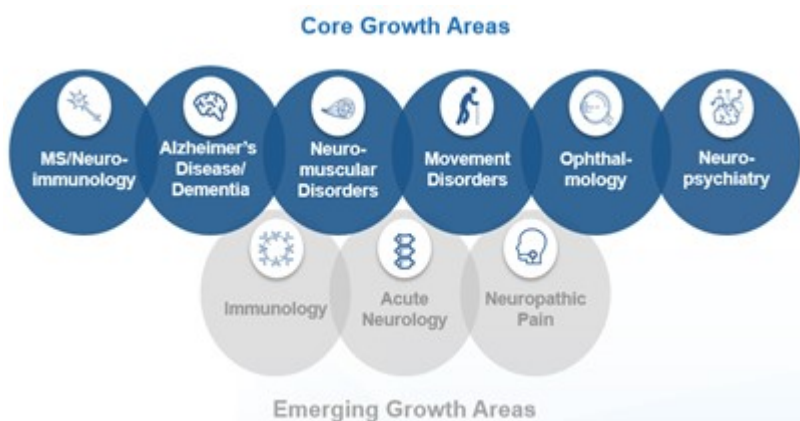 Core Growth Areas
MS/Neuro-
immunology
Alzheimer's
Disease/
Dementia
Neuro-
muscular
Disorders
Movement
Disorders
Ophthal-
mology
Neuro-
psychiatry
Immunology
Acute
Neurology
Neuropathic
Pain
Emerging Growth Areas